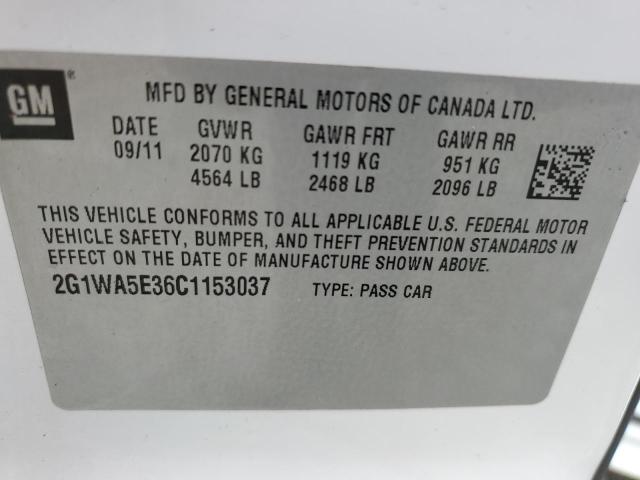 GM ®
MFD BY GENERAL MOTORS OF CANADA LTD.
DATE GVWR GAWR FRT GAWR RR
09/11 2070 KG 1119 KG 951 KG
4564 LB 2468 LB 2096 LB
THIS VEHICLE CONFORMS TO ALL APPLICABLE U.S. FEDERAL MOTOR
VEHICLE SAFETY, BUMPER, AND THEFT PREVENTION STANDARDS IN
EFFECT ON THE DATE OF MANUFACTURE SHOWN ABOVE.
2G1WA5E36C1153037 TYPE: PASS CAR